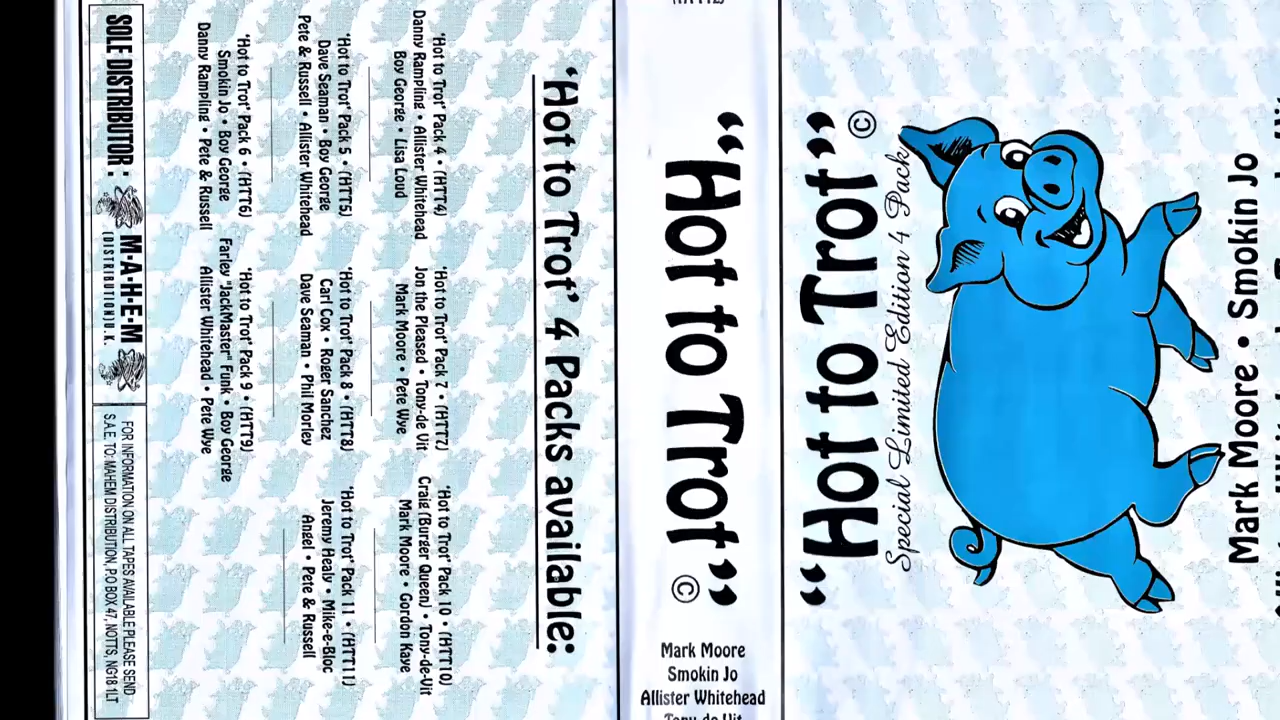 'Hot to Trot' 4 Packs available:
'Hot to Trot' Pack 4 • (HTT4)
Danny Rampling • Allister Whitehead
Boy George • Lisa Loud
'Hot to Trot' Pack 5 • (HTT5)
Dave Seaman • Boy George
Pete & Russell • Allister Whitehead
'Hot to Trot' Pack 6 • (HTT6)
Smokin Jo • Boy George
Danny Rampling • Pete & Russell
'Hot to Trot' Pack 7 • (HTT7)
Jon the Pleased • Tony-de Vit
Mark Moore • Pete Wye
'Hot to Trot' Pack 8 • (HTT8)
Carl Cox • Roger Sanchez
Dave Seaman • Phil Morley
'Hot to Trot' Pack 9 • (HTT9)
Farley "JackMaster" Funk • Boy George
Allister Whitehead • Pete Wye
'Hot to Trot' Pack 10 • (HTT10)
Craig (Burger Queen) • Tony-de-Vit
Mark Moore • Gordon Kaye
'Hot to Trot' Pack 11 • (HTT11)
Jeremy Healy • Mike-e-Bloc
Angel • Pete & Russell
SOLE DISTRIBUTOR :
M·A·H·E·M
(DISTRIBUTION) U.K.
FOR INFORMATION ON ALL TAPES AVAILABLE PLEASE SEND
S.A.E. TO: MAHEM DISTRIBUTION, P.O BOX 47, NOTTS, NG18 1LT
"Hot to Trot" ©
Mark Moore
Smokin Jo
Allister Whitehead
Tony de Vit
"Hot to Trot" ©
Special Limited Edition 4 Pack
Mark Moore • Smokin Jo